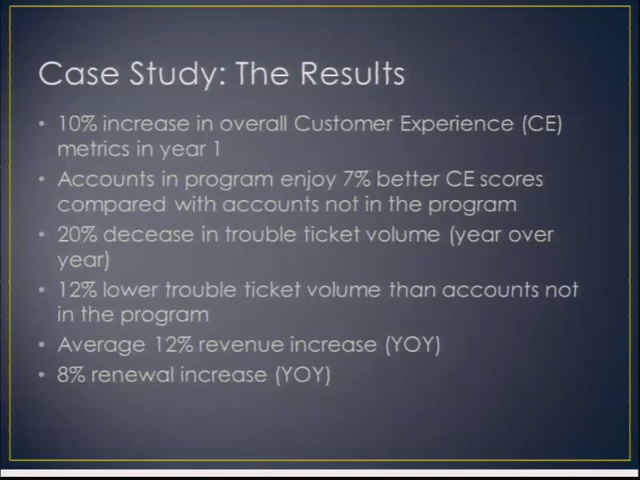 Case Study: The Results
• 10% increase in overall Customer Experience (CE)
metrics in year 1
• Accounts in program enjoy 7% better CE scores
compared with accounts not in the program
• 20% decease in trouble ticket volume (year over
year)
• 12% lower trouble ticket volume than accounts not
in the program
• Average 12% revenue increase (YOY)
• 8% renewal increase (YOY)